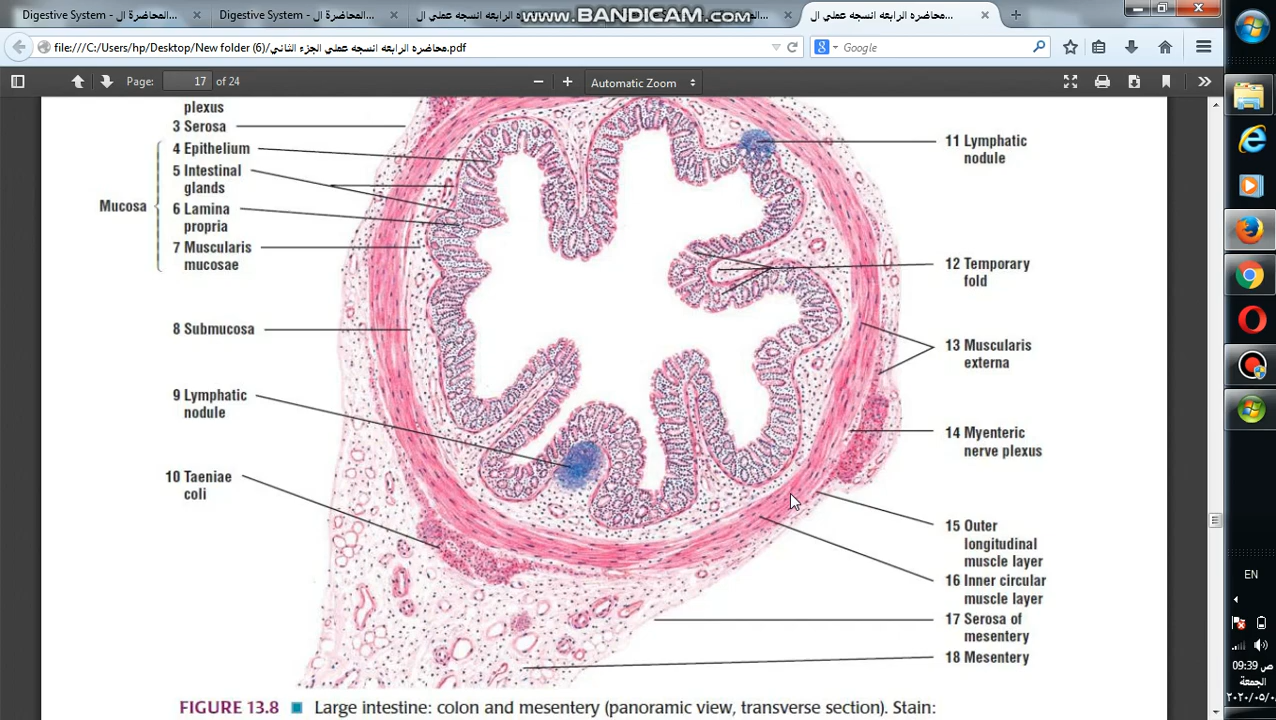 Digestive System - المحاضرة ال...
Digestive System - المحاضرة ال...
محاضره الرابعه انسجه عملي ال...
www.BANDICAM.com
file:///C:/Users/hp/Desktop/New folder (6)/محاضره الرابعه انسجه عملي الجزء الثاني.pdf
Google
Page: 17 of 24
Automatic Zoom
plexus
3 Serosa
4 Epithelium
5 Intestinal
glands
Mucosa
6 Lamina
propria
7 Muscularis
mucosae
8 Submucosa
9 Lymphatic
nodule
10 Taeniae
coli
11 Lymphatic
nodule
12 Temporary
fold
13 Muscularis
externa
14 Myenteric
nerve plexus
15 Outer
longitudinal
muscle layer
16 Inner circular
muscle layer
17 Serosa of
mesentery
18 Mesentery
FIGURE 13.8 Large intestine: colon and mesentery (panoramic view, transverse section). Stain:
EN
09:39 ص
الجمعة